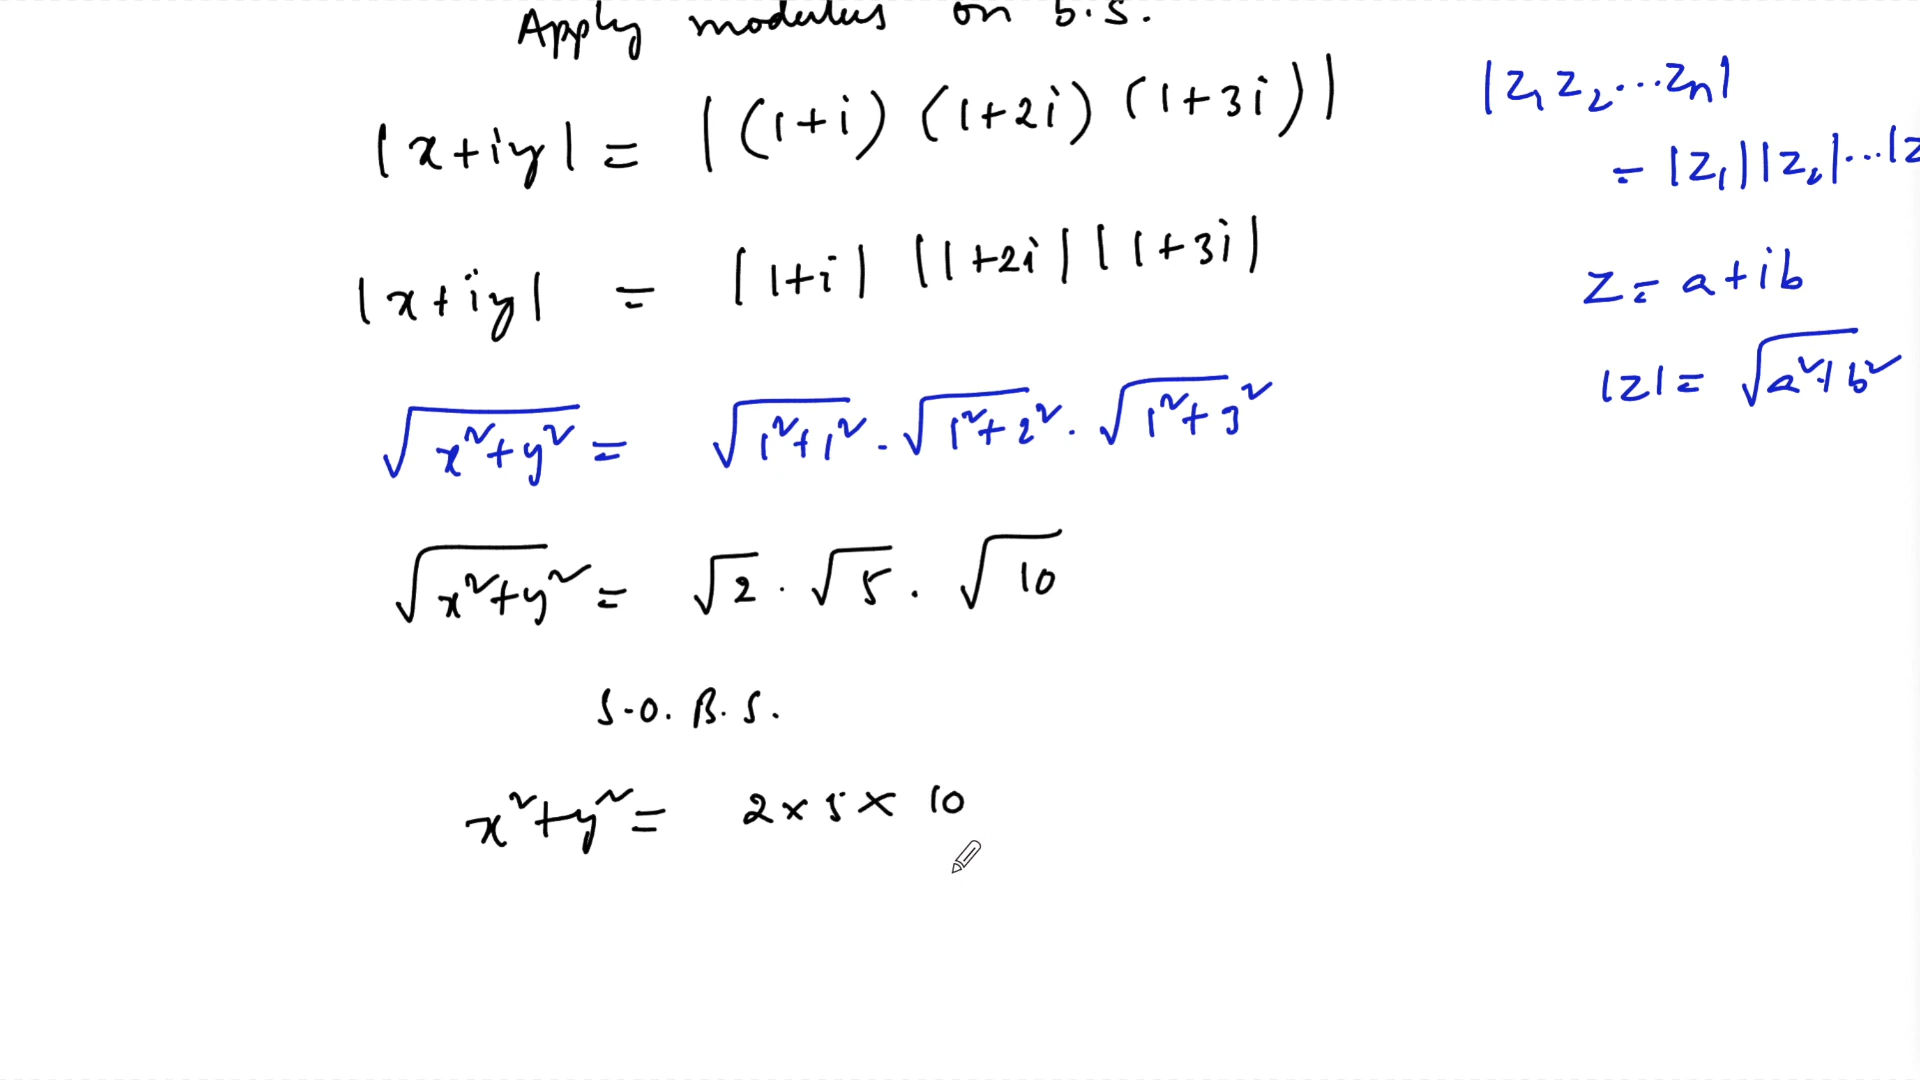 Apply modulus on b.s.
|x+iy| = |(1+i) (1+2i) (1+3i)|
|x+iy| = |1+i| |1+2i| |1+3i|
√x²+y² = √1²+1² . √1²+2² . √1²+3²
√x²+y² = √2 . √5 . √10
S.O.B.S.
x²+y² = 2×5×10
|z₁ z₂...zₙ|
= |z₁||z₂|...|z
z = a+ib
|z| = √a²+b²